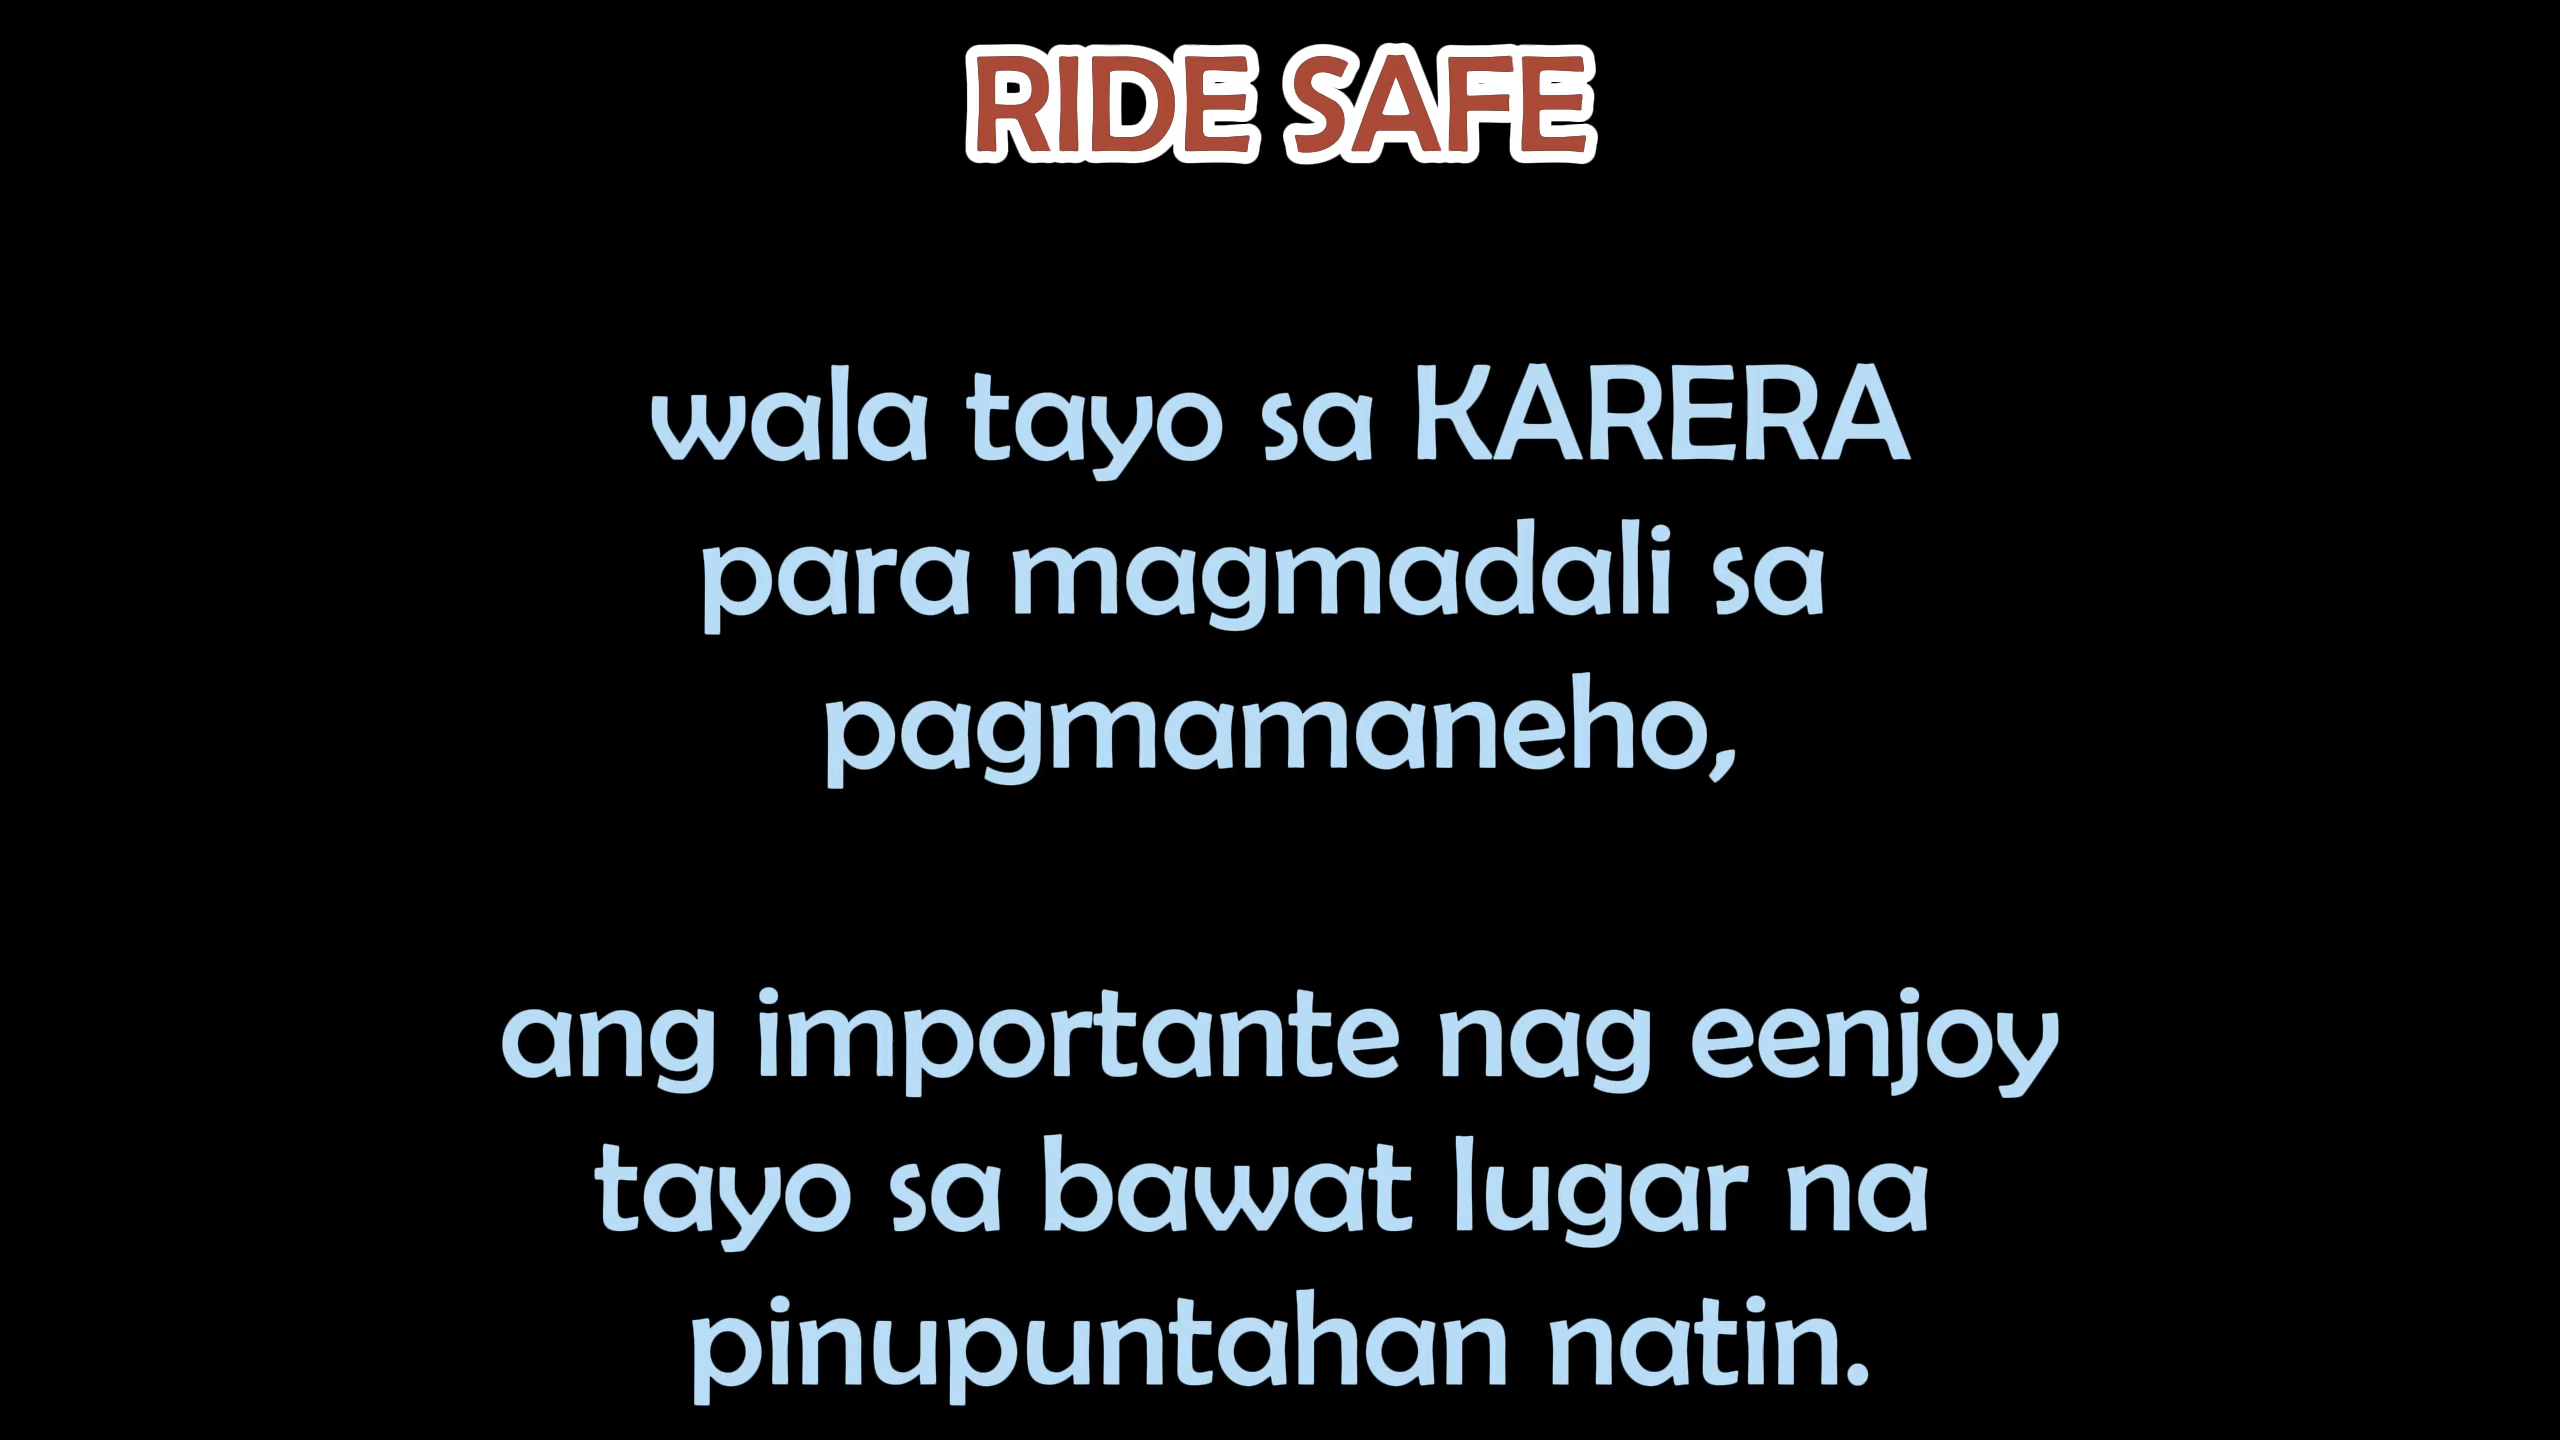 RIDE SAFE
wala tayo sa KARERA
para magmadali sa
pagmamaneho,
ang importante nag eenjoy
tayo sa bawat lugar na
pinupuntahan natin.